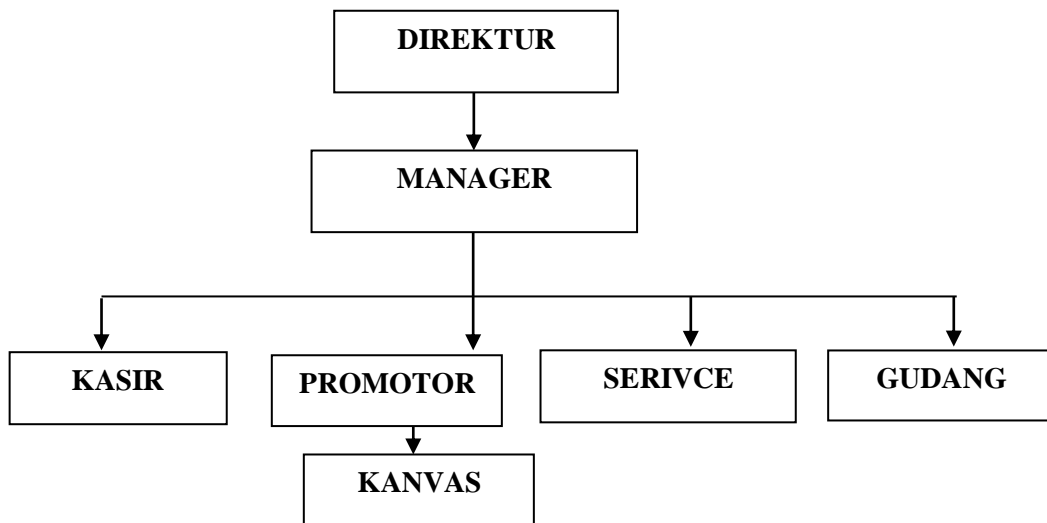 DIREKTUR
MANAGER
KASIR
PROMOTOR
SERIVCE
GUDANG
KANVAS